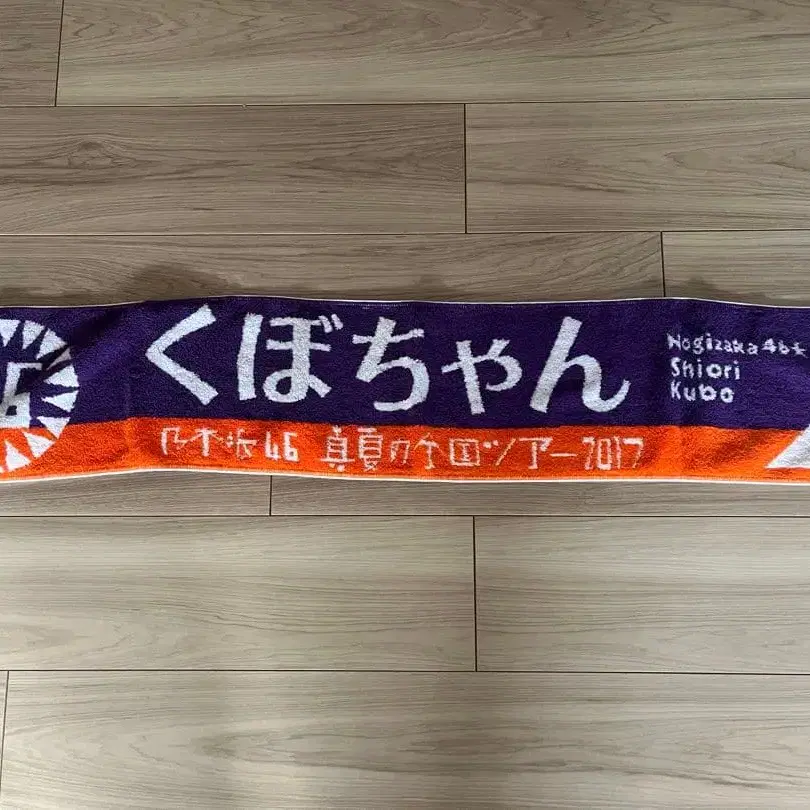 くぼちゃん
Nogizaka46
Shiori
Kubo
乃木坂46 真夏の全国ツアー2017